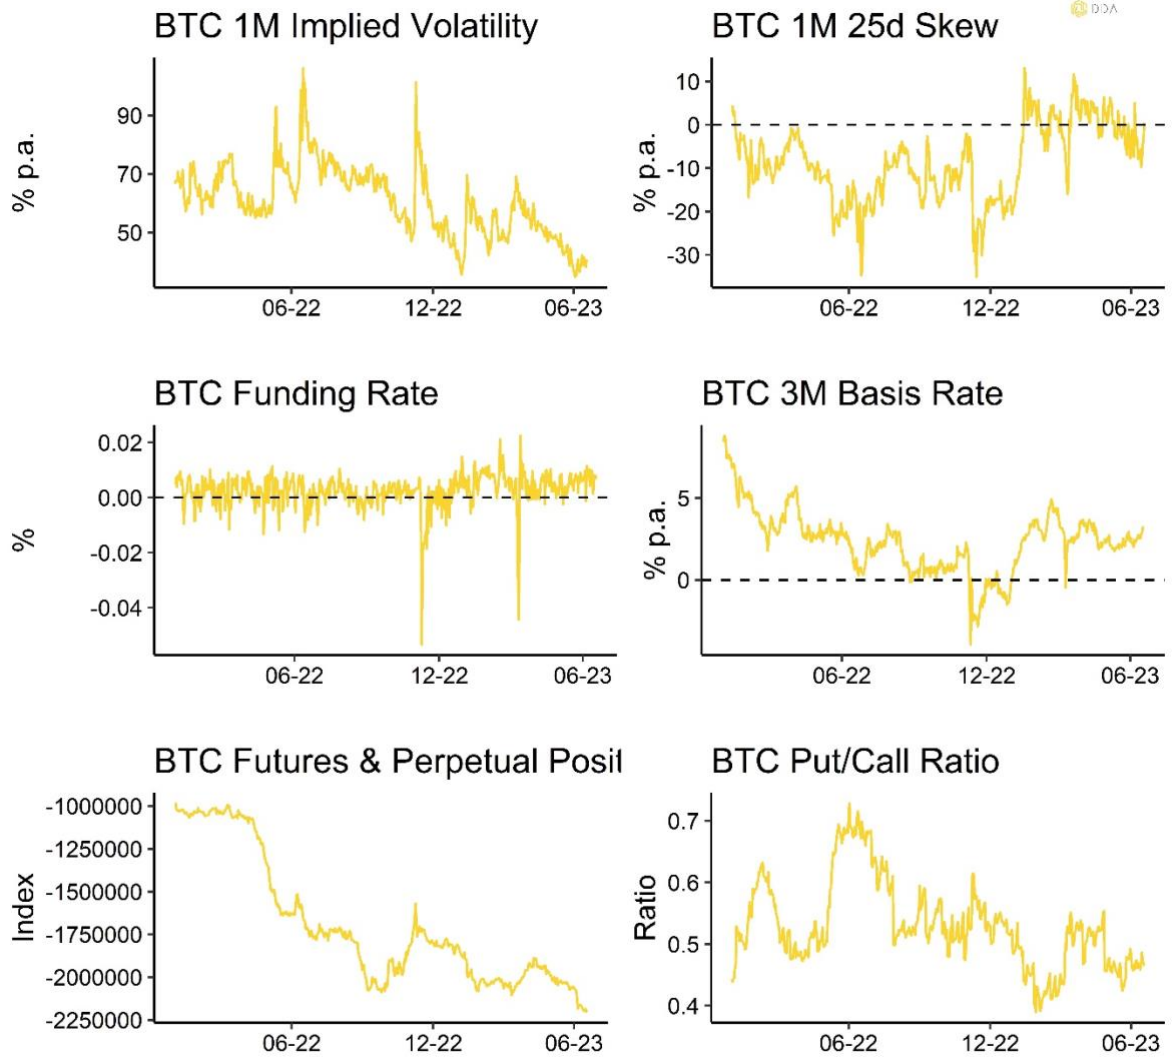 DDA
BTC 1M Implied Volatility
% p.a.
90
70
50
06-22 12-22 06-23
BTC 1M 25d Skew
% p.a.
10
0
-10
-20
-30
06-22 12-22 06-23
BTC Funding Rate
%
0.02
0.00
-0.02
-0.04
06-22 12-22 06-23
BTC 3M Basis Rate
% p.a.
5
0
06-22 12-22 06-23
BTC Futures & Perpetual Posit
Index
-1000000
-1250000
-1500000
-1750000
-2000000
-2250000
06-22 12-22 06-23
BTC Put/Call Ratio
Ratio
0.7
0.6
0.5
0.4
06-22 12-22 06-23